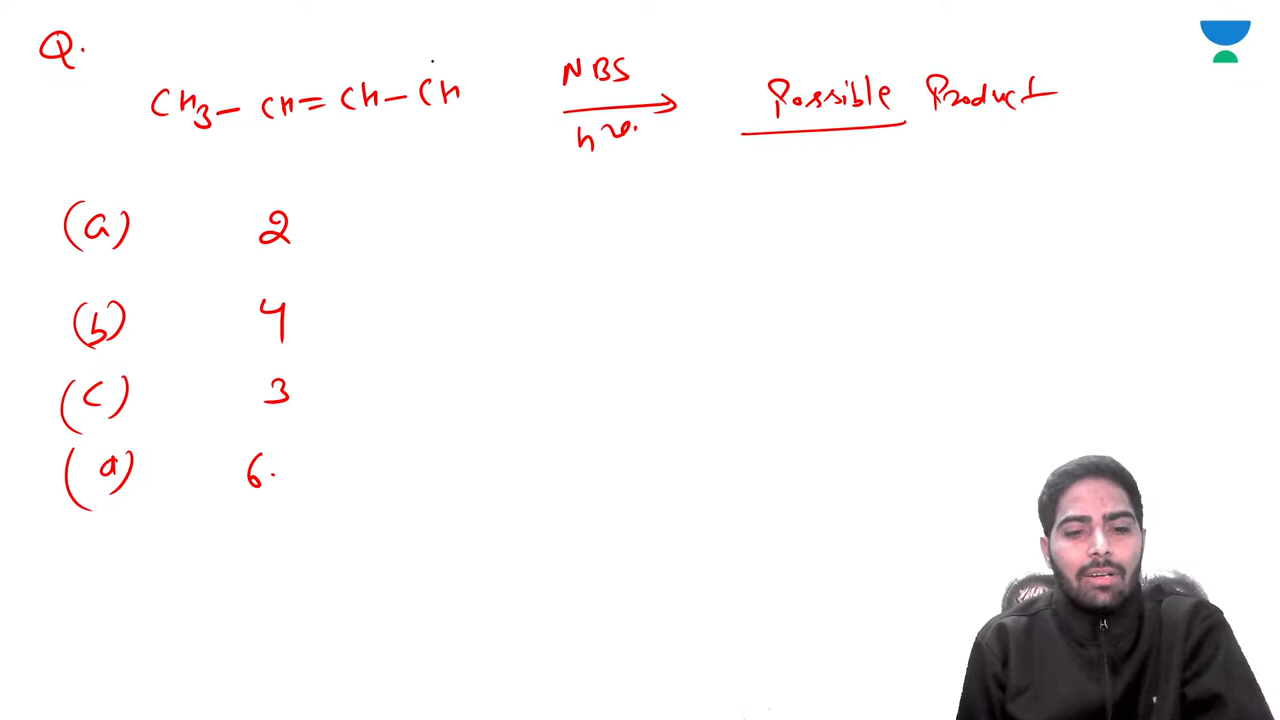 Q.
CH3 – CH = CH – CH NBS hν. Possible Product
(a) 2
(b) 4
(c) 3
(d) 6.